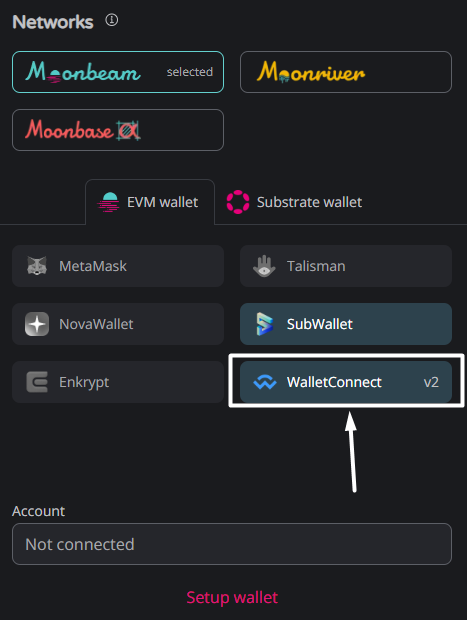 Networks
Moonbeam selected
Moonriver
Moonbase
EVM wallet
Substrate wallet
MetaMask
Talisman
NovaWallet
SubWallet
Enkrypt
WalletConnect v2
Account
Not connected
Setup wallet